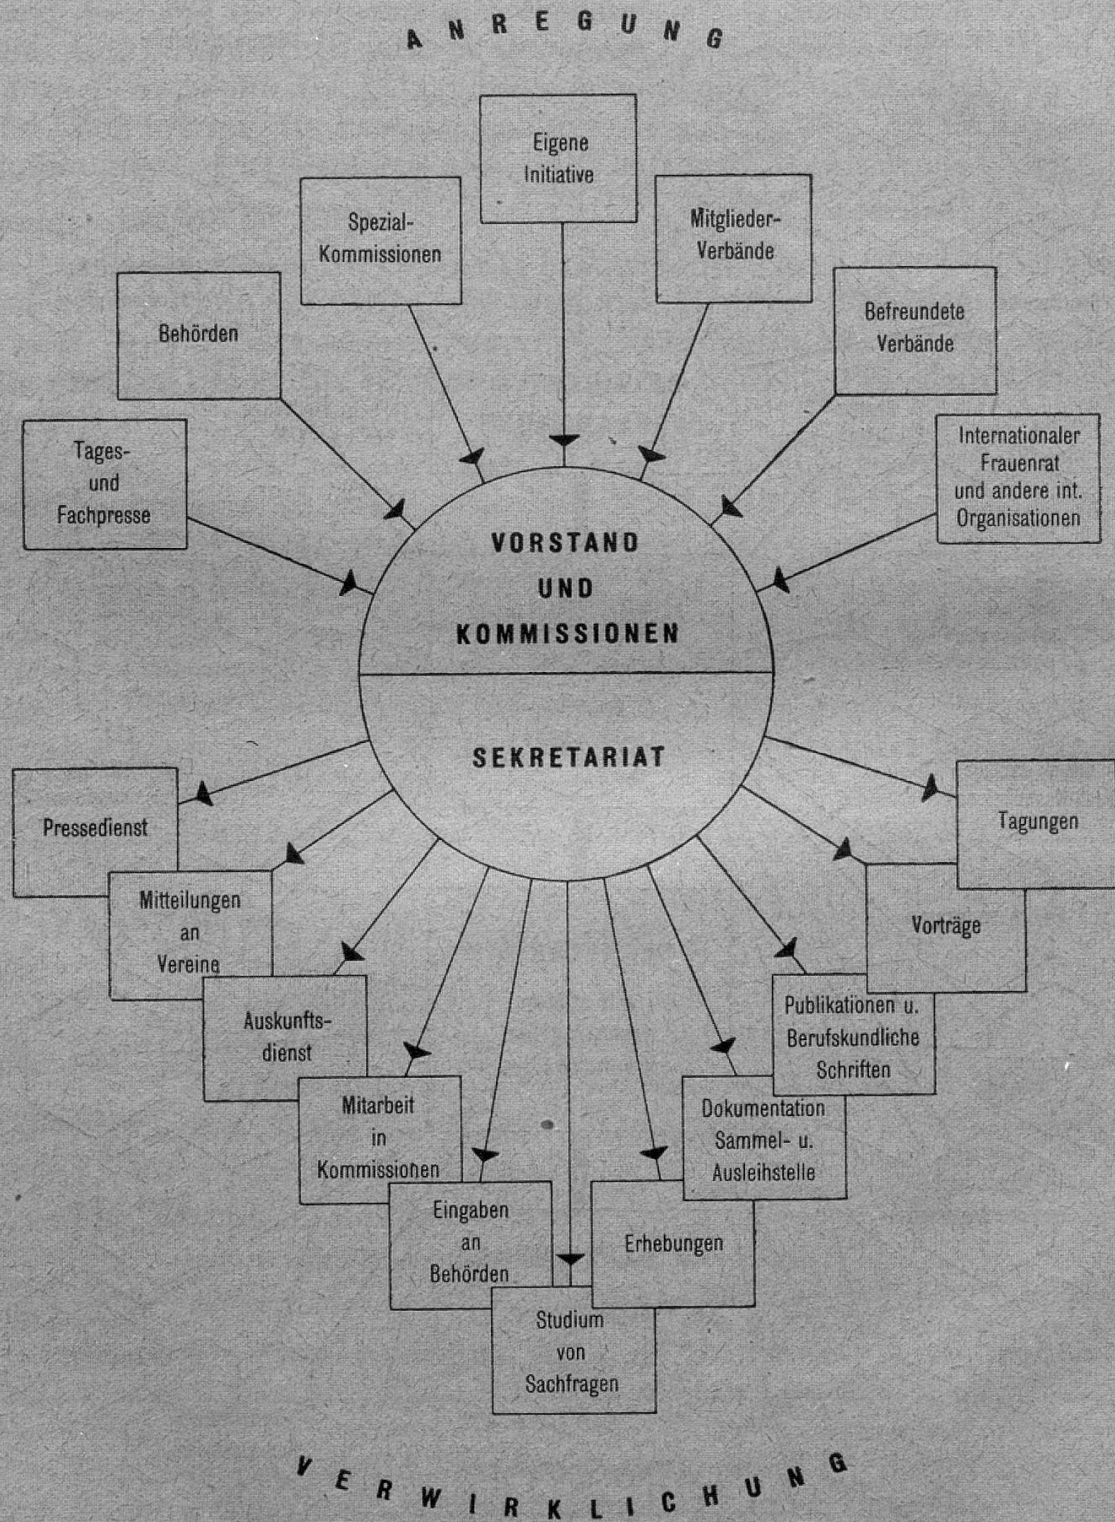 ANREGUNG
Eigene
Initiative
Spezial-
Kommissionen
Mitglieder-
Verbände
Behörden
Befreundete
Verbände
Tages-
und
Fachpresse
Internationaler
Frauenrat
und andere int.
Organisationen
VORSTAND
UND
KOMMISSIONEN
SEKRETARIAT
Pressedienst
Mitteilungen
an
Vereine
Auskunfts-
dienst
Mitarbeit
in
Kommissionen
Eingaben
an
Behörden
Studium
von
Sachfragen
Erhebungen
Dokumentation
Sammel- u.
Ausleihstelle
Publikationen u.
Berufskundliche
Schriften
Vorträge
Tagungen
VERWIRKLICHUNG